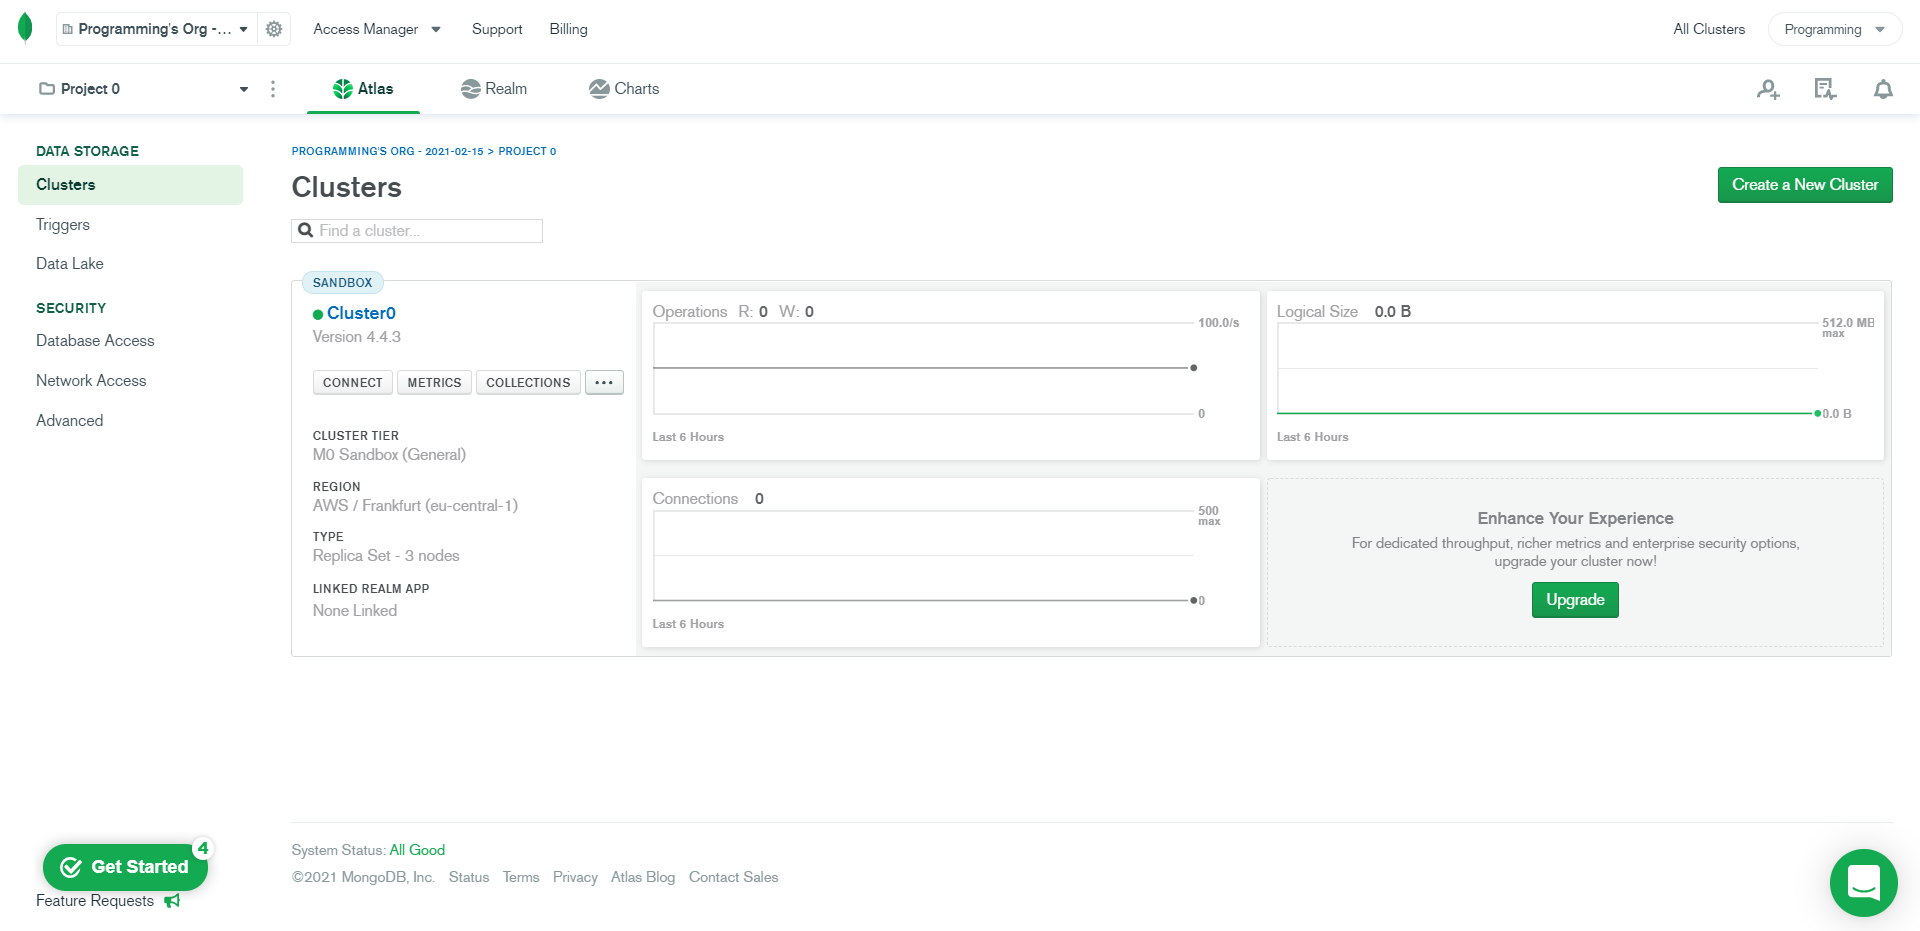 Programming's Org -...
Access Manager
Support
Billing
All Clusters
Programming
Project 0
Atlas
Realm
Charts
DATA STORAGE
Clusters
Triggers
Data Lake
SECURITY
Database Access
Network Access
Advanced
PROGRAMMING'S ORG - 2021-02-15 > PROJECT 0
Clusters
Create a New Cluster
Find a cluster...
SANDBOX
Cluster0
Version 4.4.3
CONNECT
METRICS
COLLECTIONS
...
CLUSTER TIER
M0 Sandbox (General)
REGION
AWS / Frankfurt (eu-central-1)
TYPE
Replica Set - 3 nodes
LINKED REALM APP
None Linked
Operations R: 0 W: 0
100.0/s
0
Last 6 Hours
Logical Size 0.0 B
512.0 MB
max
0.0 B
Last 6 Hours
Connections 0
500
max
0
Last 6 Hours
Enhance Your Experience
For dedicated throughput, richer metrics and enterprise security options,
upgrade your cluster now!
Upgrade
System Status: All Good
©2021 MongoDB, Inc. Status Terms Privacy Atlas Blog Contact Sales
Get Started
4
Feature Requests